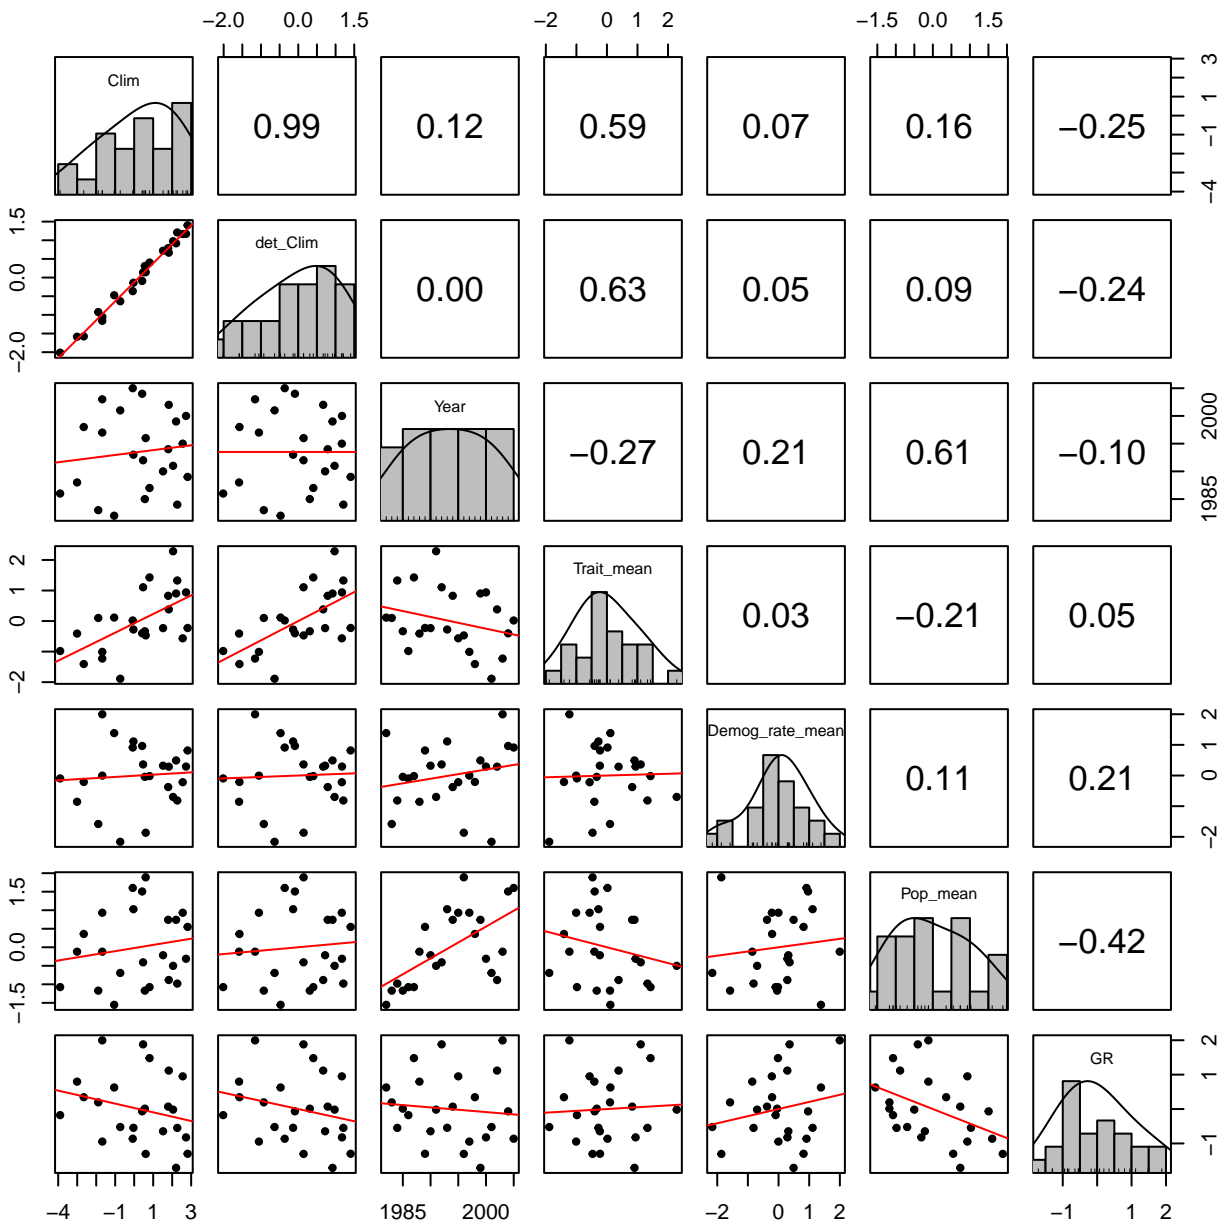 −2.0 0.0 1.5 −2 0 1 2 −1.5 0.0 1.5
Clim 0.99 0.12 0.59 0.07 0.16 −0.25 −4 −1 1 3
−2.0 0.0 1.5 det_Clim 0.00 0.63 0.05 0.09 −0.24
Year −0.27 0.21 0.61 −0.10 1985 2000
−2 0 1 2 Trait_mean 0.03 −0.21 0.05
Demog_rate_mean 0.11 0.21 −2 0 1 2
−1.5 0.0 1.5 Pop_mean −0.42
GR −1 1 2
−4 −1 1 3 1985 2000 −2 0 1 2 −1 1 2